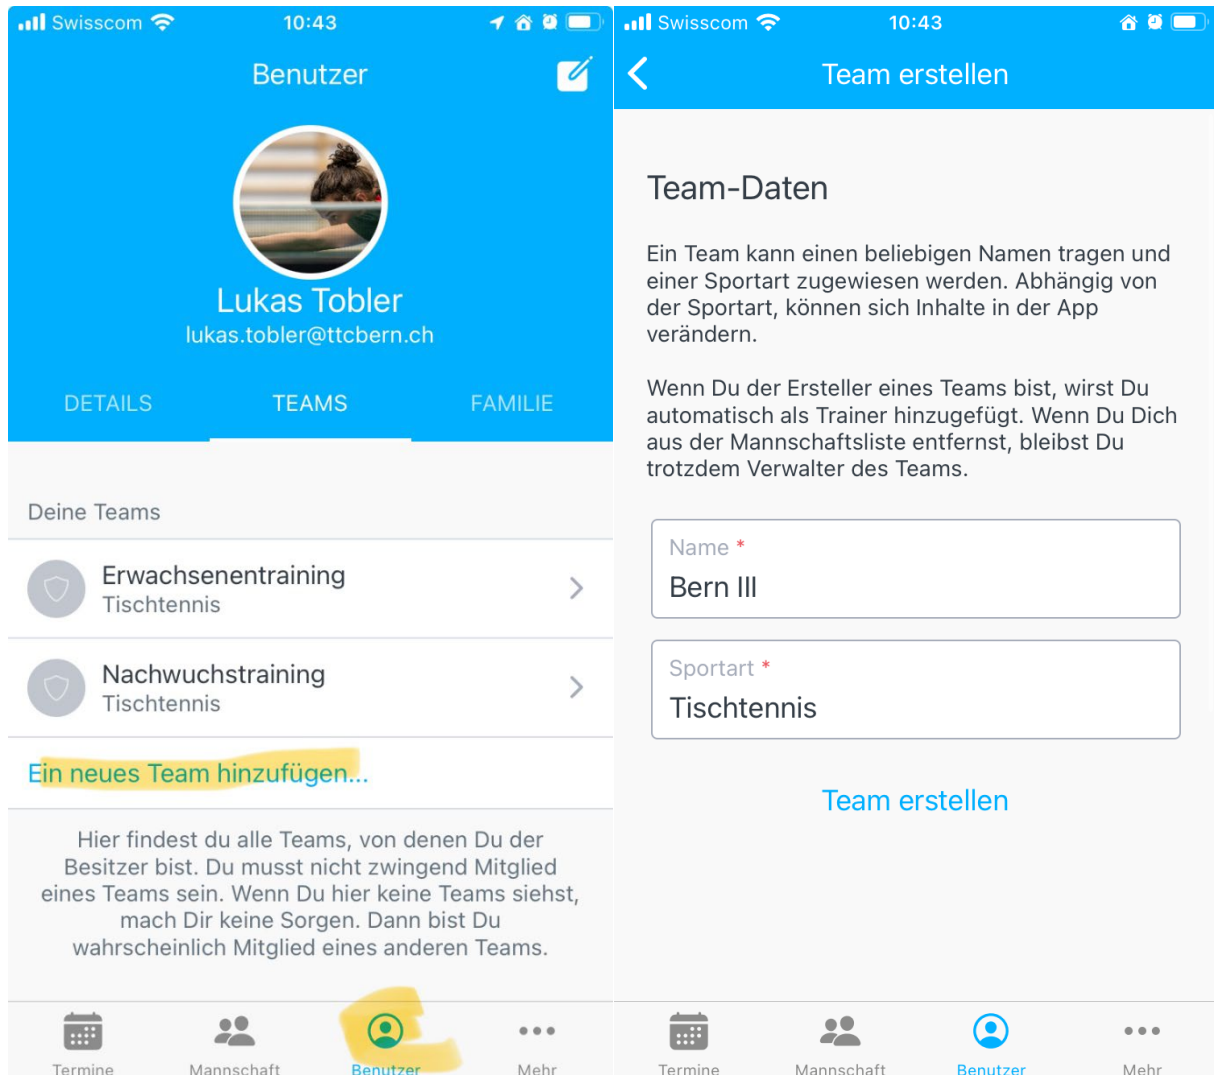 Swisscom
10:43
Benutzer
Lukas Tobler
lukas.tobler@ttcbern.ch
DETAILS
TEAMS
FAMILIE
Deine Teams
Erwachsenentraining
Tischtennis
Nachwuchstraining
Tischtennis
Ein neues Team hinzufügen...
Hier findest du alle Teams, von denen Du der
Besitzer bist. Du musst nicht zwingend Mitglied
eines Teams sein. Wenn Du hier keine Teams siehst,
mach Dir keine Sorgen. Dann bist Du
wahrscheinlich Mitglied eines anderen Teams.
Termine
Mannschaft
Benutzer
Mehr
Swisscom
10:43
Team erstellen
Team-Daten
Ein Team kann einen beliebigen Namen tragen und
einer Sportart zugewiesen werden. Abhängig von
der Sportart, können sich Inhalte in der App
verändern.
Wenn Du der Ersteller eines Teams bist, wirst Du
automatisch als Trainer hinzugefügt. Wenn Du Dich
aus der Mannschaftsliste entfernst, bleibst Du
trotzdem Verwalter des Teams.
Name *
Bern III
Sportart *
Tischtennis
Team erstellen
Termine
Mannschaft
Benutzer
Mehr